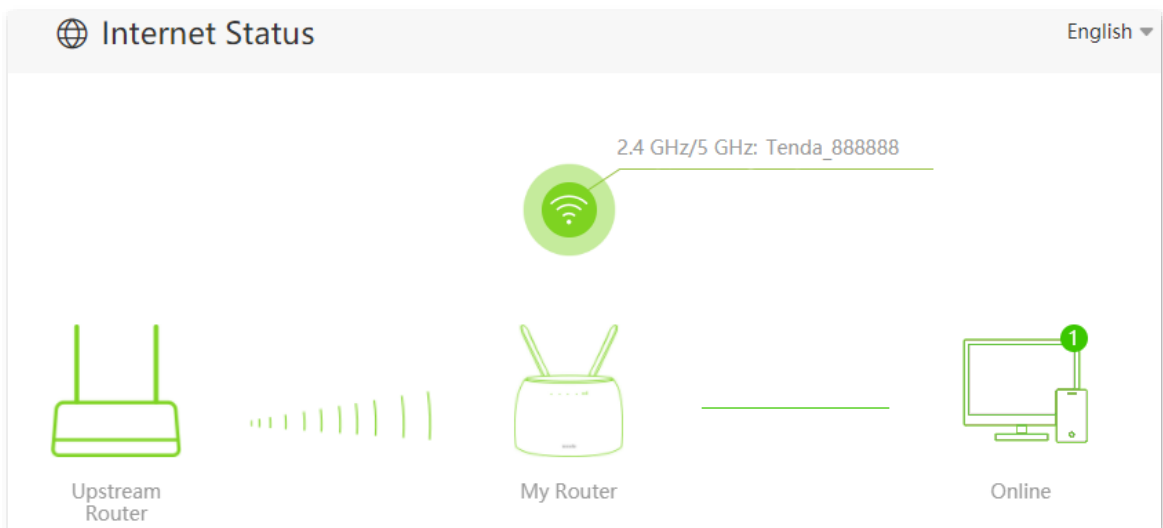 Internet Status
English
2.4 GHz/5 GHz: Tenda_888888
1
Upstream
Router
My Router
Online